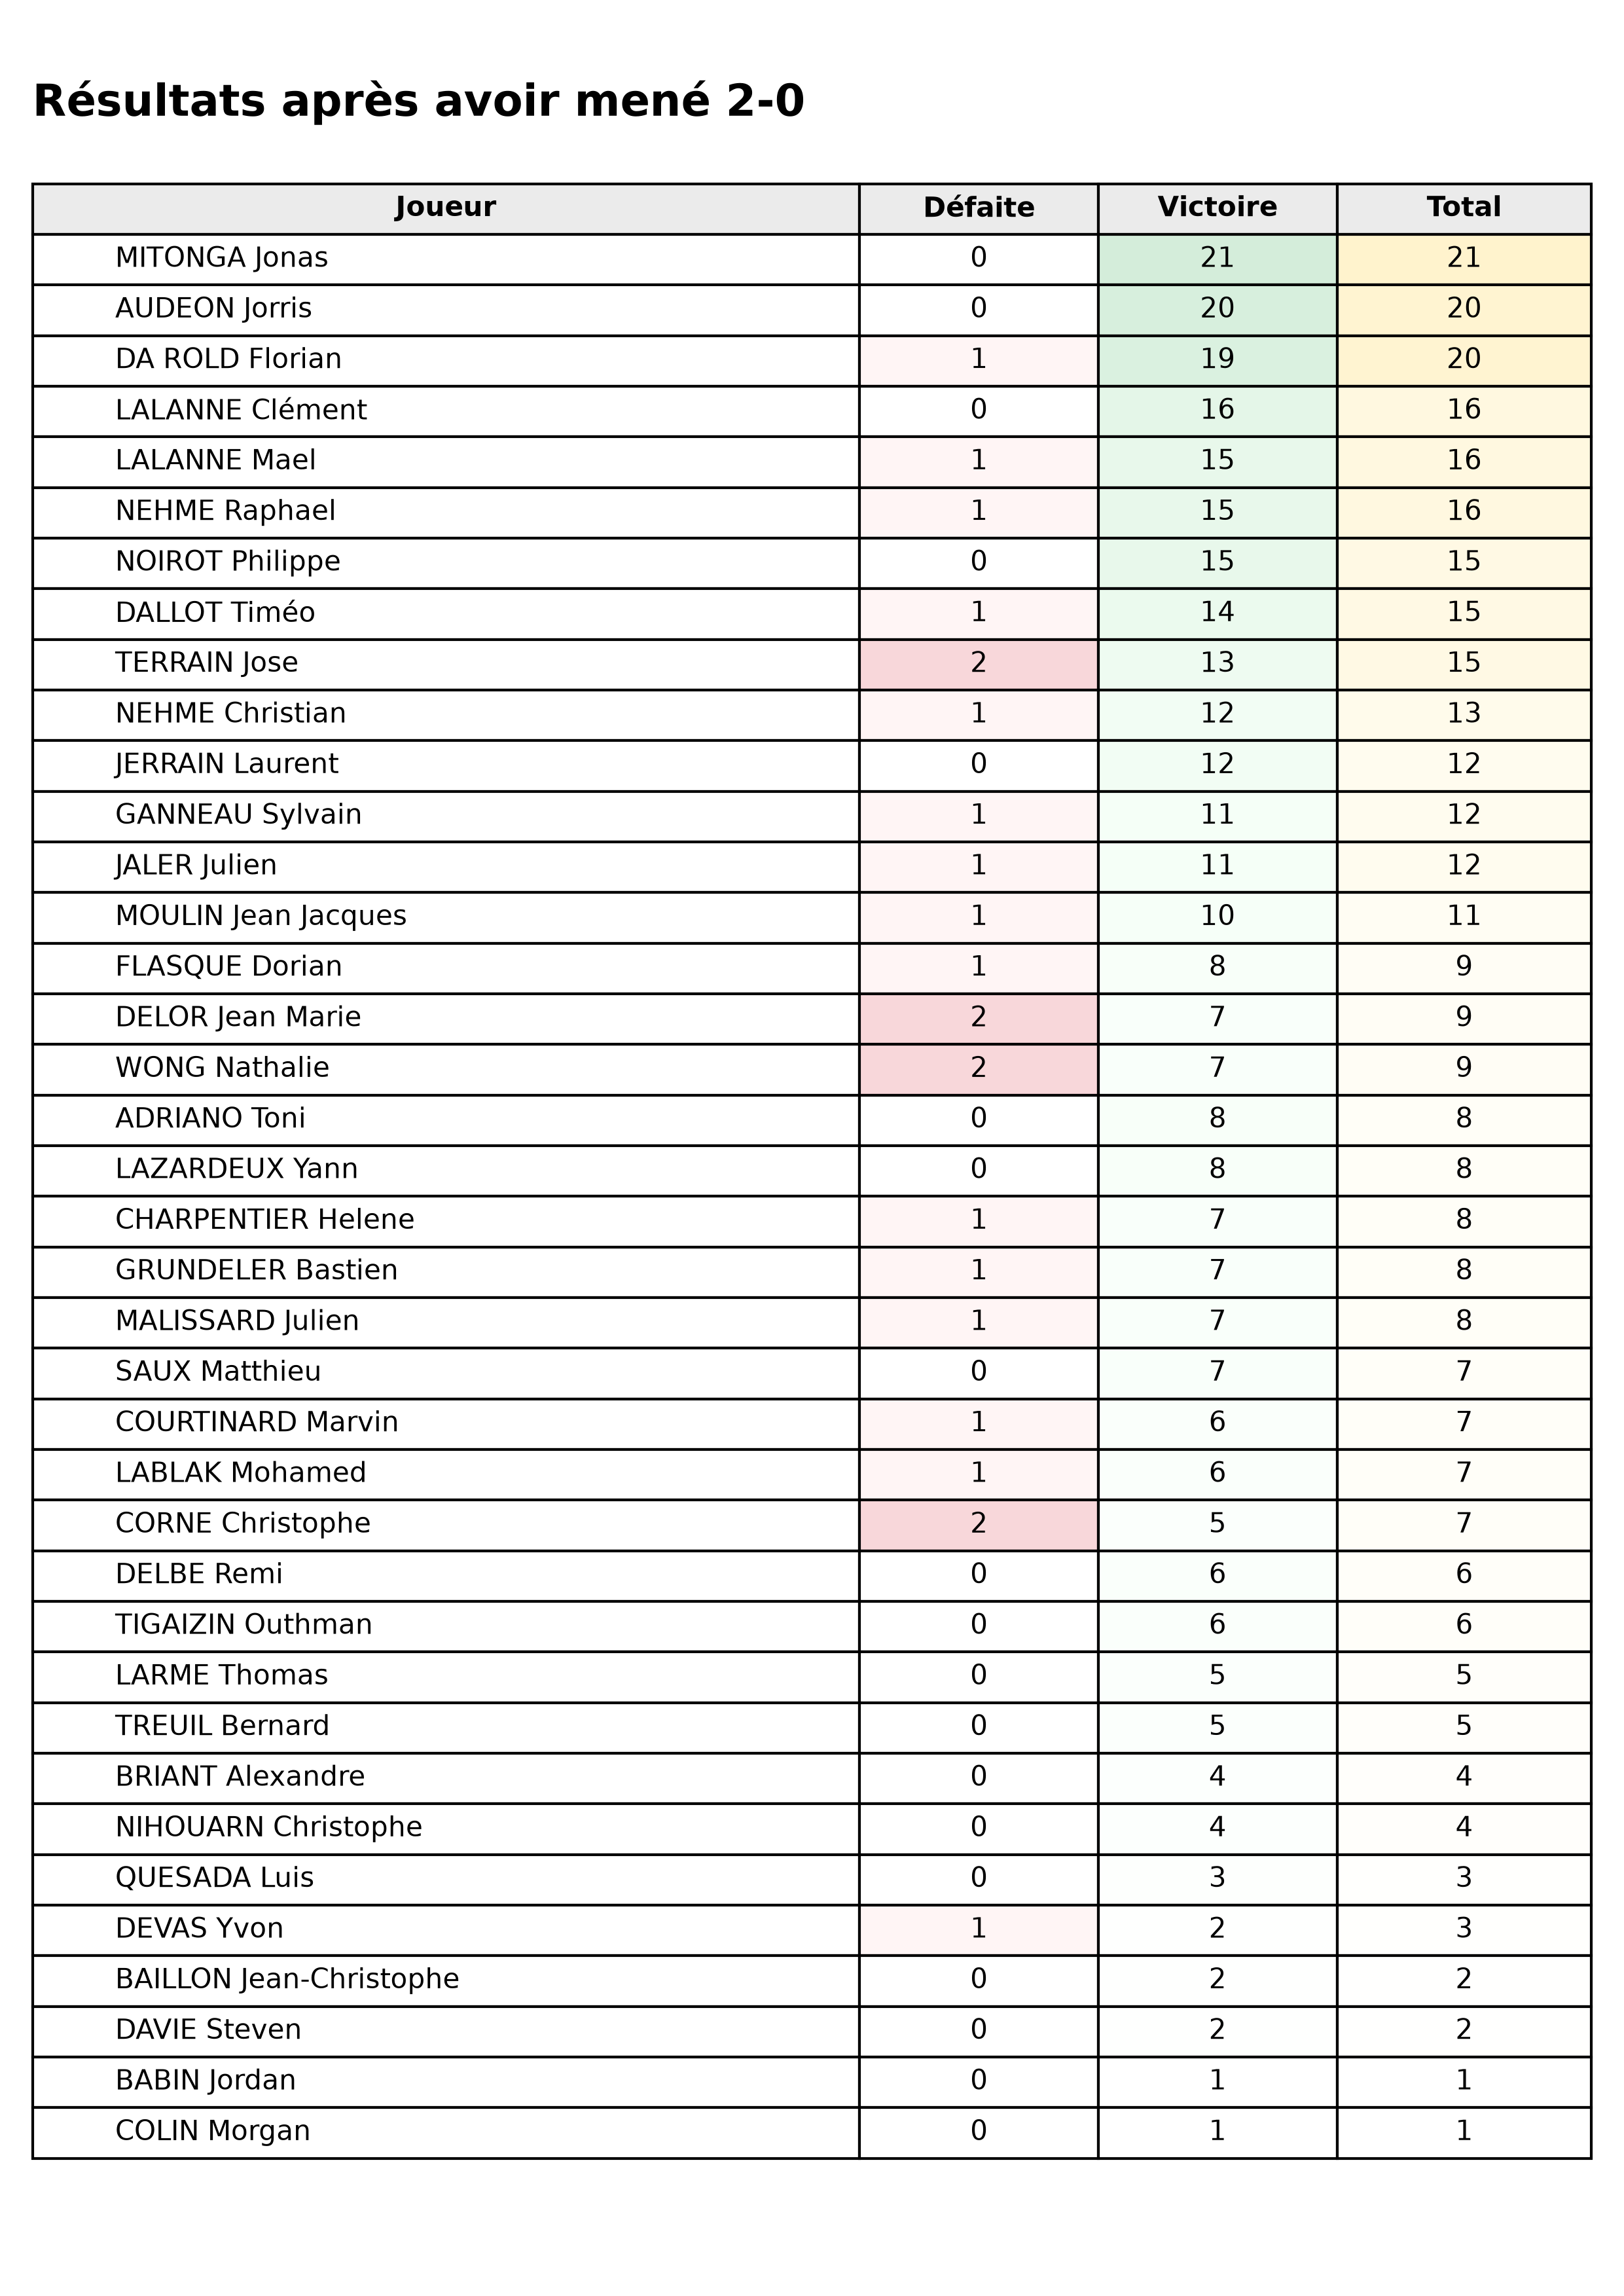 Résultats après avoir mené 2-0
Joueur Défaite Victoire Total
MITONGA Jonas 0 21 21
AUDEON Jorris 0 20 20
DA ROLD Florian 1 19 20
LALANNE Clément 0 16 16
LALANNE Mael 1 15 16
NEHME Raphael 1 15 16
NOIROT Philippe 0 15 15
DALLOT Timéo 1 14 15
TERRAIN Jose 2 13 15
NEHME Christian 1 12 13
JERRAIN Laurent 0 12 12
GANNEAU Sylvain 1 11 12
JALER Julien 1 11 12
MOULIN Jean Jacques 1 10 11
FLASQUE Dorian 1 8 9
DELOR Jean Marie 2 7 9
WONG Nathalie 2 7 9
ADRIANO Toni 0 8 8
LAZARDEUX Yann 0 8 8
CHARPENTIER Helene 1 7 8
GRUNDELER Bastien 1 7 8
MALISSARD Julien 1 7 8
SAUX Matthieu 0 7 7
COURTINARD Marvin 1 6 7
LABLAK Mohamed 1 6 7
CORNE Christophe 2 5 7
DELBE Remi 0 6 6
TIGAIZIN Outhman 0 6 6
LARME Thomas 0 5 5
TREUIL Bernard 0 5 5
BRIANT Alexandre 0 4 4
NIHOUARN Christophe 0 4 4
QUESADA Luis 0 3 3
DEVAS Yvon 1 2 3
BAILLON Jean-Christophe 0 2 2
DAVIE Steven 0 2 2
BABIN Jordan 0 1 1
COLIN Morgan 0 1 1